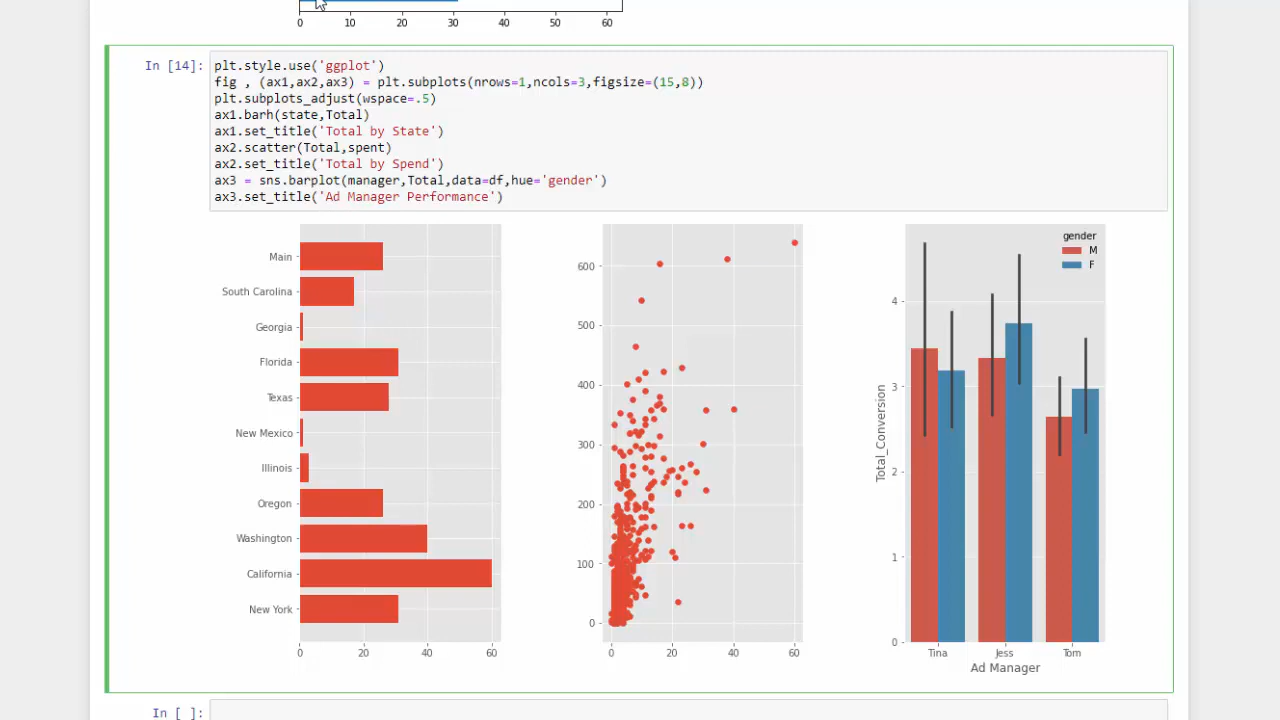 0 10 20 30 40 50 60
In [14]:
plt.style.use('ggplot')
fig , (ax1,ax2,ax3) = plt.subplots(nrows=1,ncols=3,figsize=(15,8))
plt.subplots_adjust(wspace=.5)
ax1.barh(state,Total)
ax1.set_title('Total by State')
ax2.scatter(Total,spent)
ax2.set_title('Total by Spend')
ax3 = sns.barplot(manager,Total,data=df,hue='gender')
ax3.set_title('Ad Manager Performance')
Main
South Carolina
Georgia
Florida
Texas
New Mexico
Illinois
Oregon
Washington
California
New York
0 20 40 60
600
500
400
300
200
100
0
0 20 40 60
gender
M
F
4
3
2
1
0
Total_Conversion
Tina Jess Tom
Ad Manager
In [ ]: